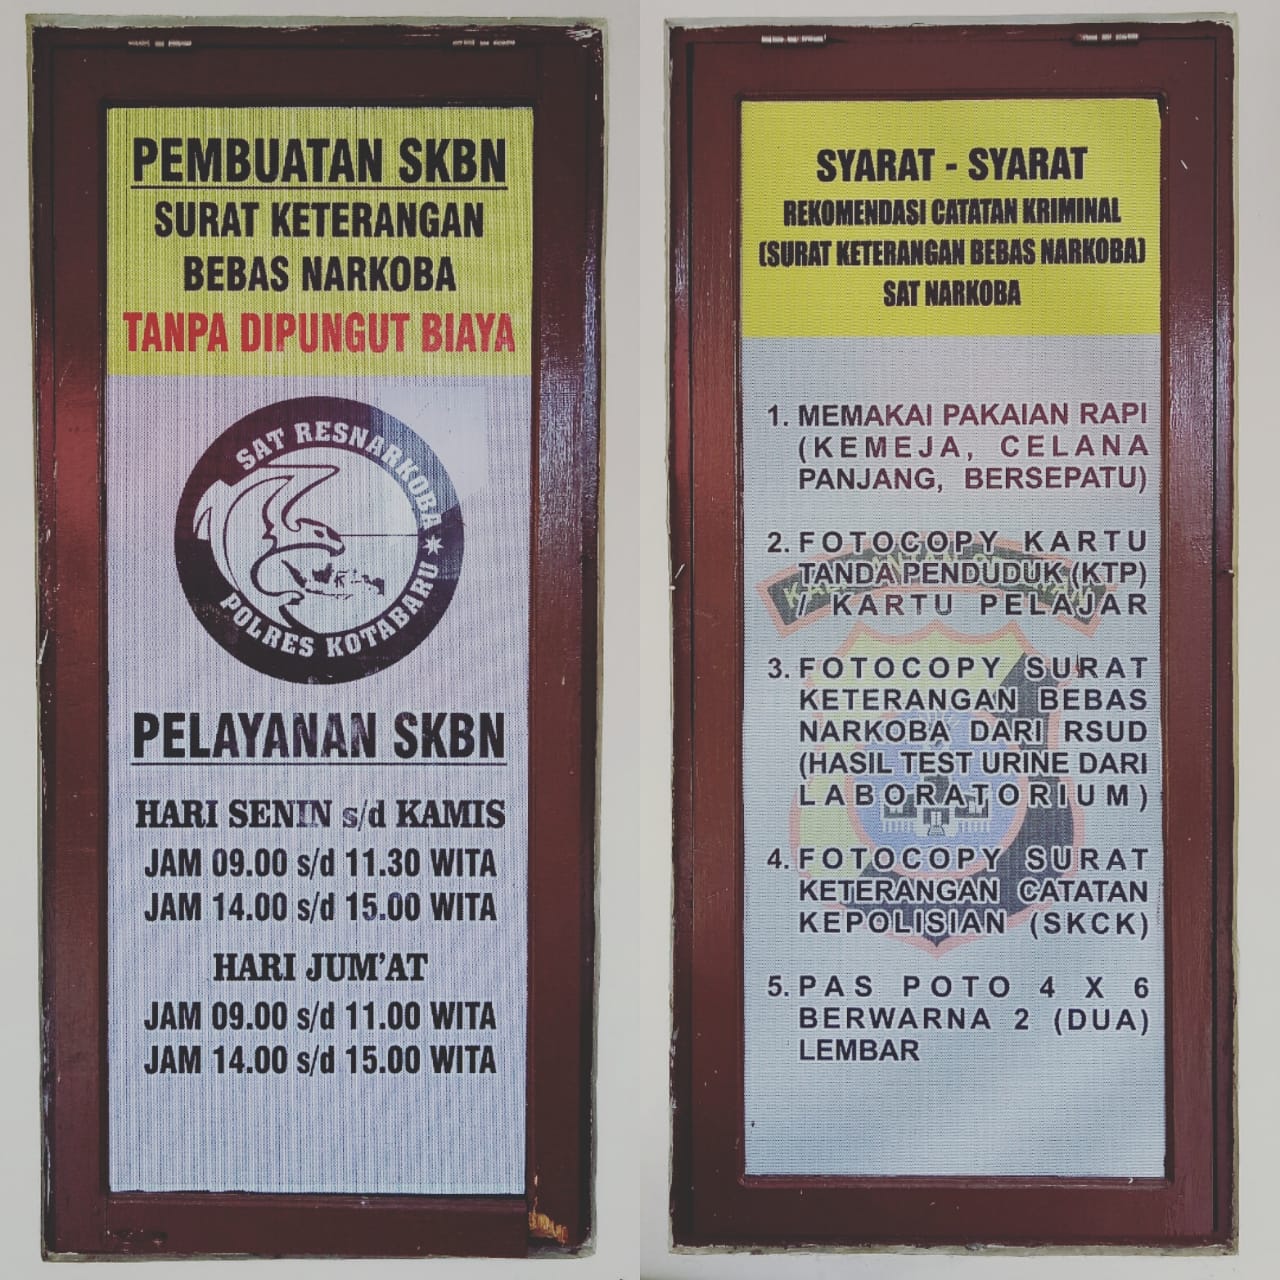 PEMBUATAN SKBN
SURAT KETERANGAN
BEBAS NARKOBA
TANPA DIPUNGUT BIAYA
SAT RESNARKOBA
POLRES KOTABARU
PELAYANAN SKBN
HARI SENIN s/d KAMIS
JAM 09.00 s/d 11.30 WITA
JAM 14.00 s/d 15.00 WITA
HARI JUM'AT
JAM 09.00 s/d 11.00 WITA
JAM 14.00 s/d 15.00 WITA
SYARAT - SYARAT
REKOMENDASI CATATAN KRIMINAL
(SURAT KETERANGAN BEBAS NARKOBA)
SAT NARKOBA
1. MEMAKAI PAKAIAN RAPI
(KEMEJA, CELANA
PANJANG, BERSEPATU)
2. FOTOCOPY KARTU
TANDA PENDUDUK (KTP)
/ KARTU PELAJAR
3. FOTOCOPY SURAT
KETERANGAN BEBAS
NARKOBA DARI RSUD
(HASIL TEST URINE DARI
LABORATORIUM)
4. FOTOCOPY SURAT
KETERANGAN CATATAN
KEPOLISIAN (SKCK)
5. PAS POTO 4 X 6
BERWARNA 2 (DUA)
LEMBAR